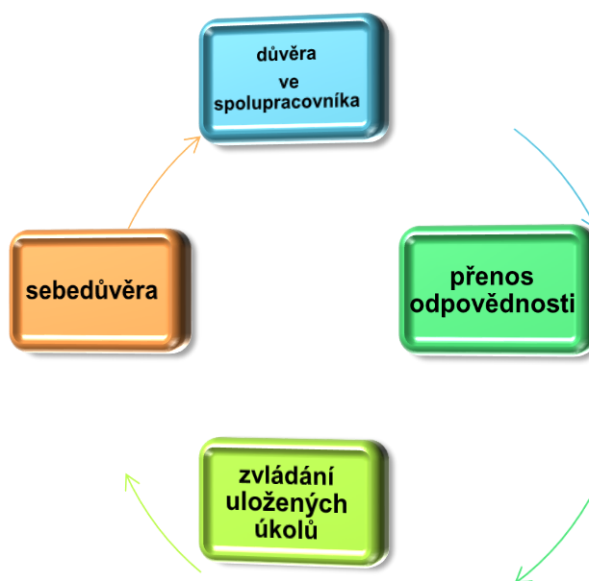 důvěra
ve
spolupracovníka
sebedůvěra
přenos
odpovědnosti
zvládání
uložených
úkolů